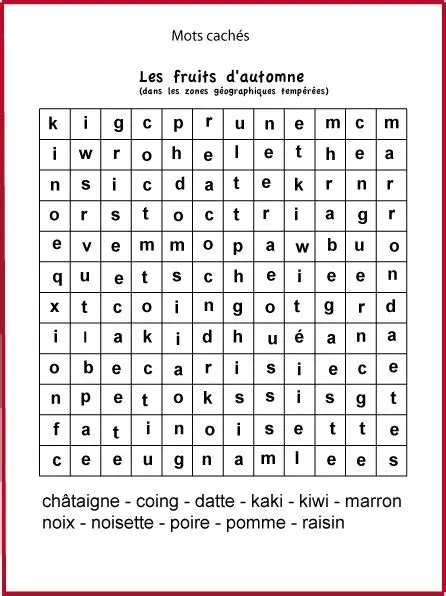 Mots cachés
Les fruits d'automne
(dans les zones géographiques tempérées)
k i g c p r u n e m c m
i w r o h e l e t h e a
n s i c d a t e k r n r
o r s t o c t r i a g r
e v e m m o p a w b u o
q u e t s c h e i e e n
x t c o i n g o t g r d
i l a k i d h u é a n a
o b e c a r i s i e c e
n p e t o k s s i s g t
f a t i n o i s e t t e
c e e u g n a m l e e s
châtaigne - coing - datte - kaki - kiwi - marron
noix - noisette - poire - pomme - raisin